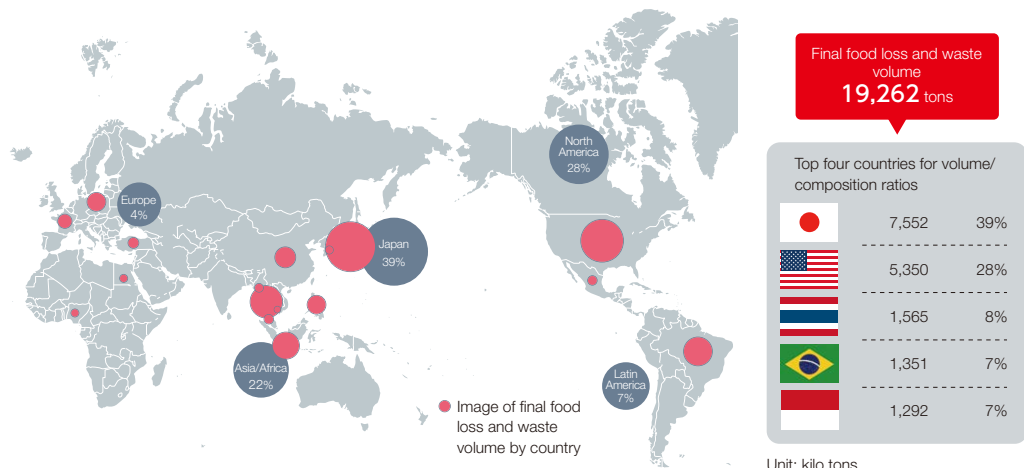 Final food loss and waste
volume
19,262 tons
North
America
28%
Europe
4%
Japan
39%
Asia/Africa
22%
Latin
America
7%
Image of final food
loss and waste
volume by country
Top four countries for volume/
composition ratios
7,552 39%
5,350 28%
1,565 8%
1,351 7%
1,292 7%
Unit: kilo tons